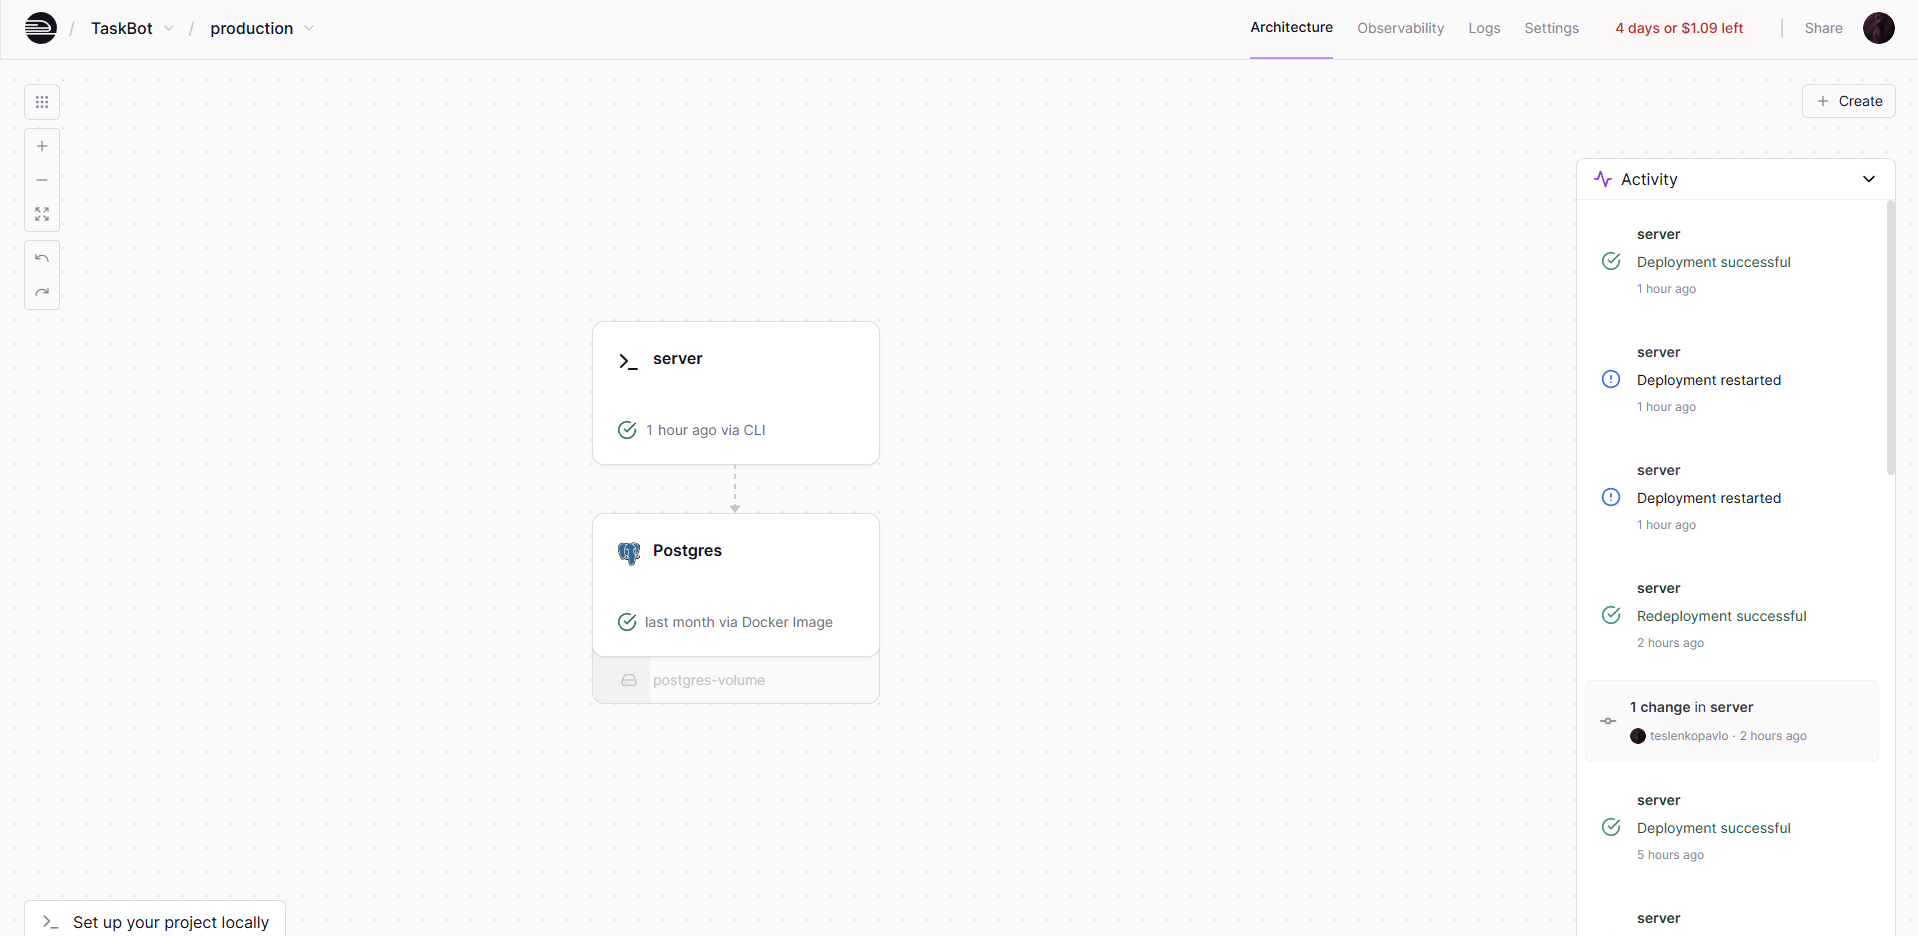 / TaskBot / production
Architecture Observability Logs Settings 4 days or $1.09 left Share
Create
Activity
server
Deployment successful
1 hour ago
server
Deployment restarted
1 hour ago
server
Deployment restarted
1 hour ago
server
Redeployment successful
2 hours ago
1 change in server
teslenkopavlo · 2 hours ago
server
Deployment successful
5 hours ago
server
server
1 hour ago via CLI
Postgres
last month via Docker Image
postgres-volume
Set up your project locally